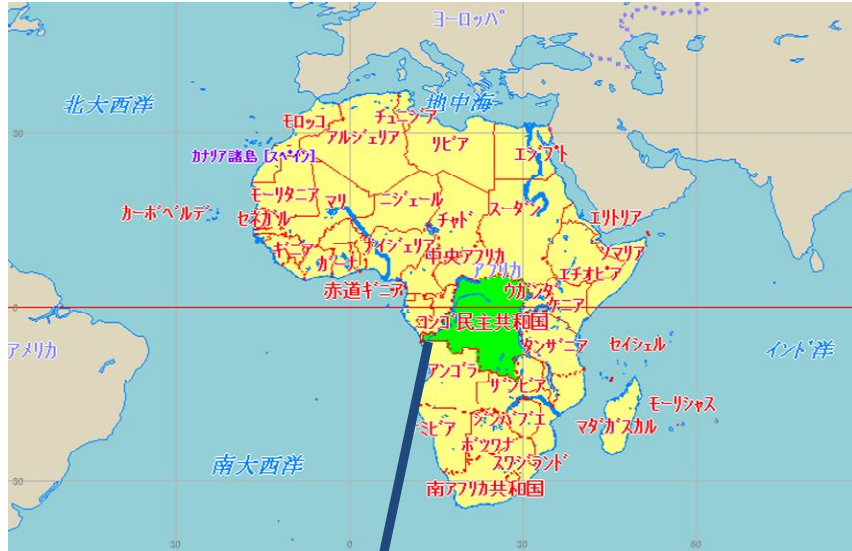 ヨーロッパ
北大西洋
地中海
モロッコ
チュニジア
アルジェリア
リビア
エジプト
30
カナリア諸島 [スペイン]
モーリタニア
マリ
ニジェール
チャド
スーダン
エリトリア
カーボベルデ
セネガル
ギニア
ガーナ
ナイジェリア
中央アフリカ
アフリカ
エチオピア
ソマリア
赤道ギニア
ウガンダ
ケニア
0
コンゴ民主共和国
タンザニア
セイシェル
インド洋
アメリカ
アンゴラ
ザンビア
モーリシャス
ミビア
ジンバブエ
マダガスカル
ボツワナ
スワジランド
南大西洋
南アフリカ共和国
30
30
0
30
60